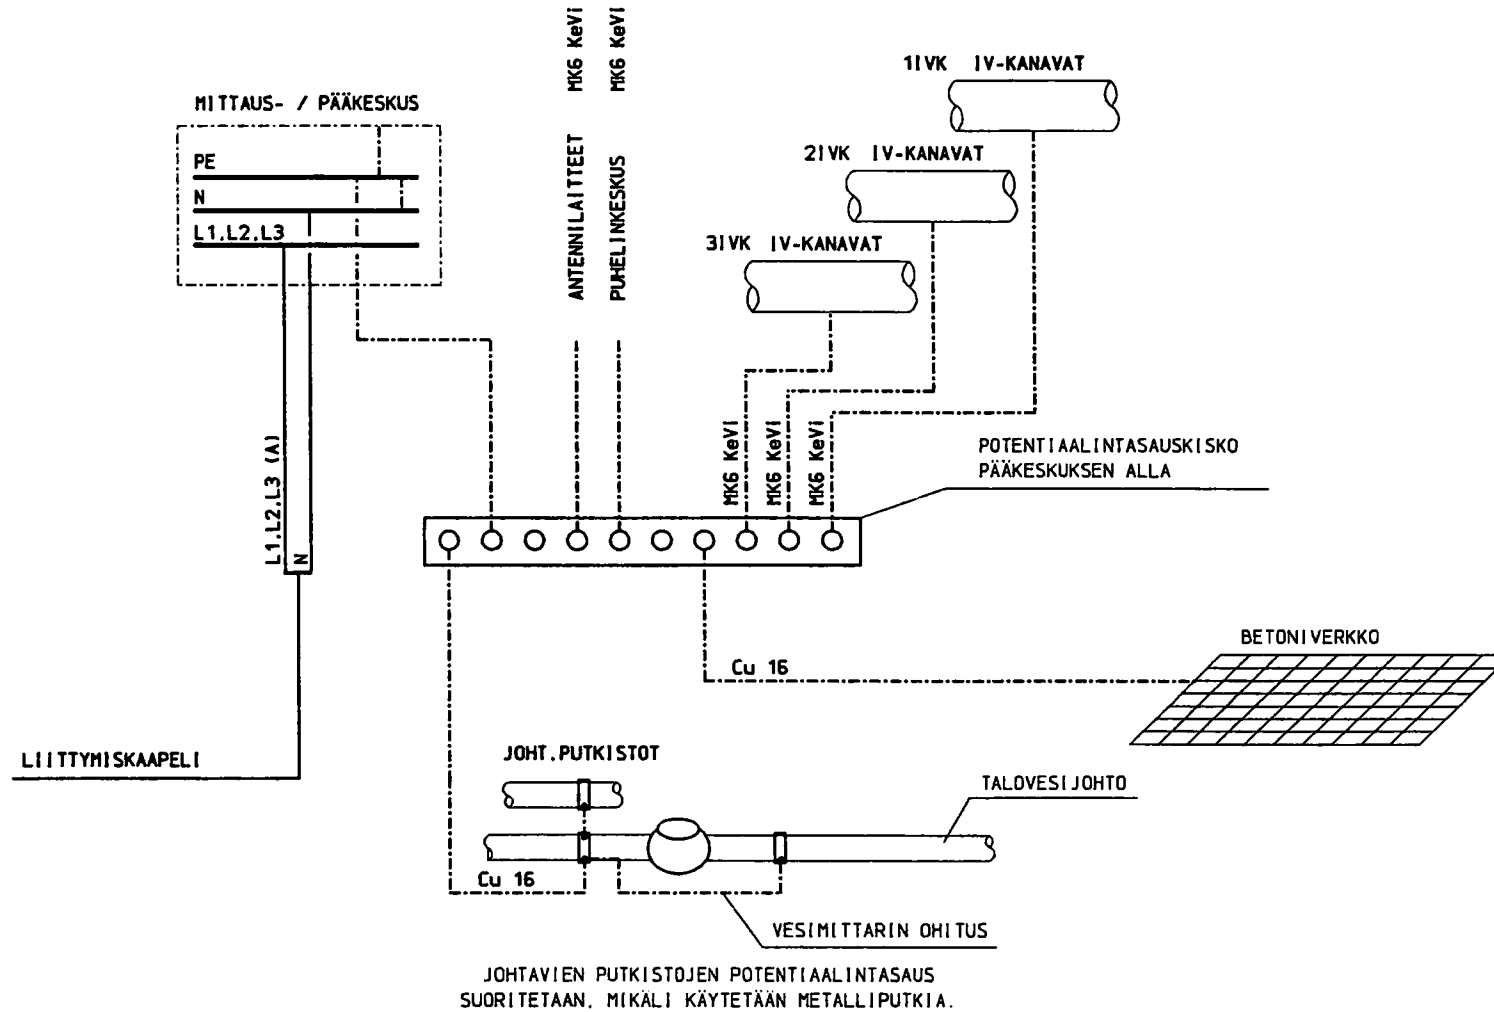 MITTAUS- / PÄÄKESKUS
PE
N
L1,L2,L3
L1,L2,L3 (A)
N
LIITTYMISKAAPELI
ANTENNILAITTEET MK6 KeVi
PUHELINKESKUS MK6 KeVi
1IVK IV-KANAVAT
2IVK IV-KANAVAT
3IVK IV-KANAVAT
MK6 KeVi
MK6 KeVi
MK6 KeVi
POTENTIAALINTASAUSKISKO
PÄÄKESKUKSEN ALLA
BETONIVERKKO
Cu 16
JOHT.PUTKISTOT
TALOVESIJOHTO
Cu 16
VESIMITTARIN OHITUS
JOHTAVIEN PUTKISTOJEN POTENTIAALINTASAUS
SUORITETAAN, MIKÄLI KÄYTETÄÄN METALLIPUTKIA.